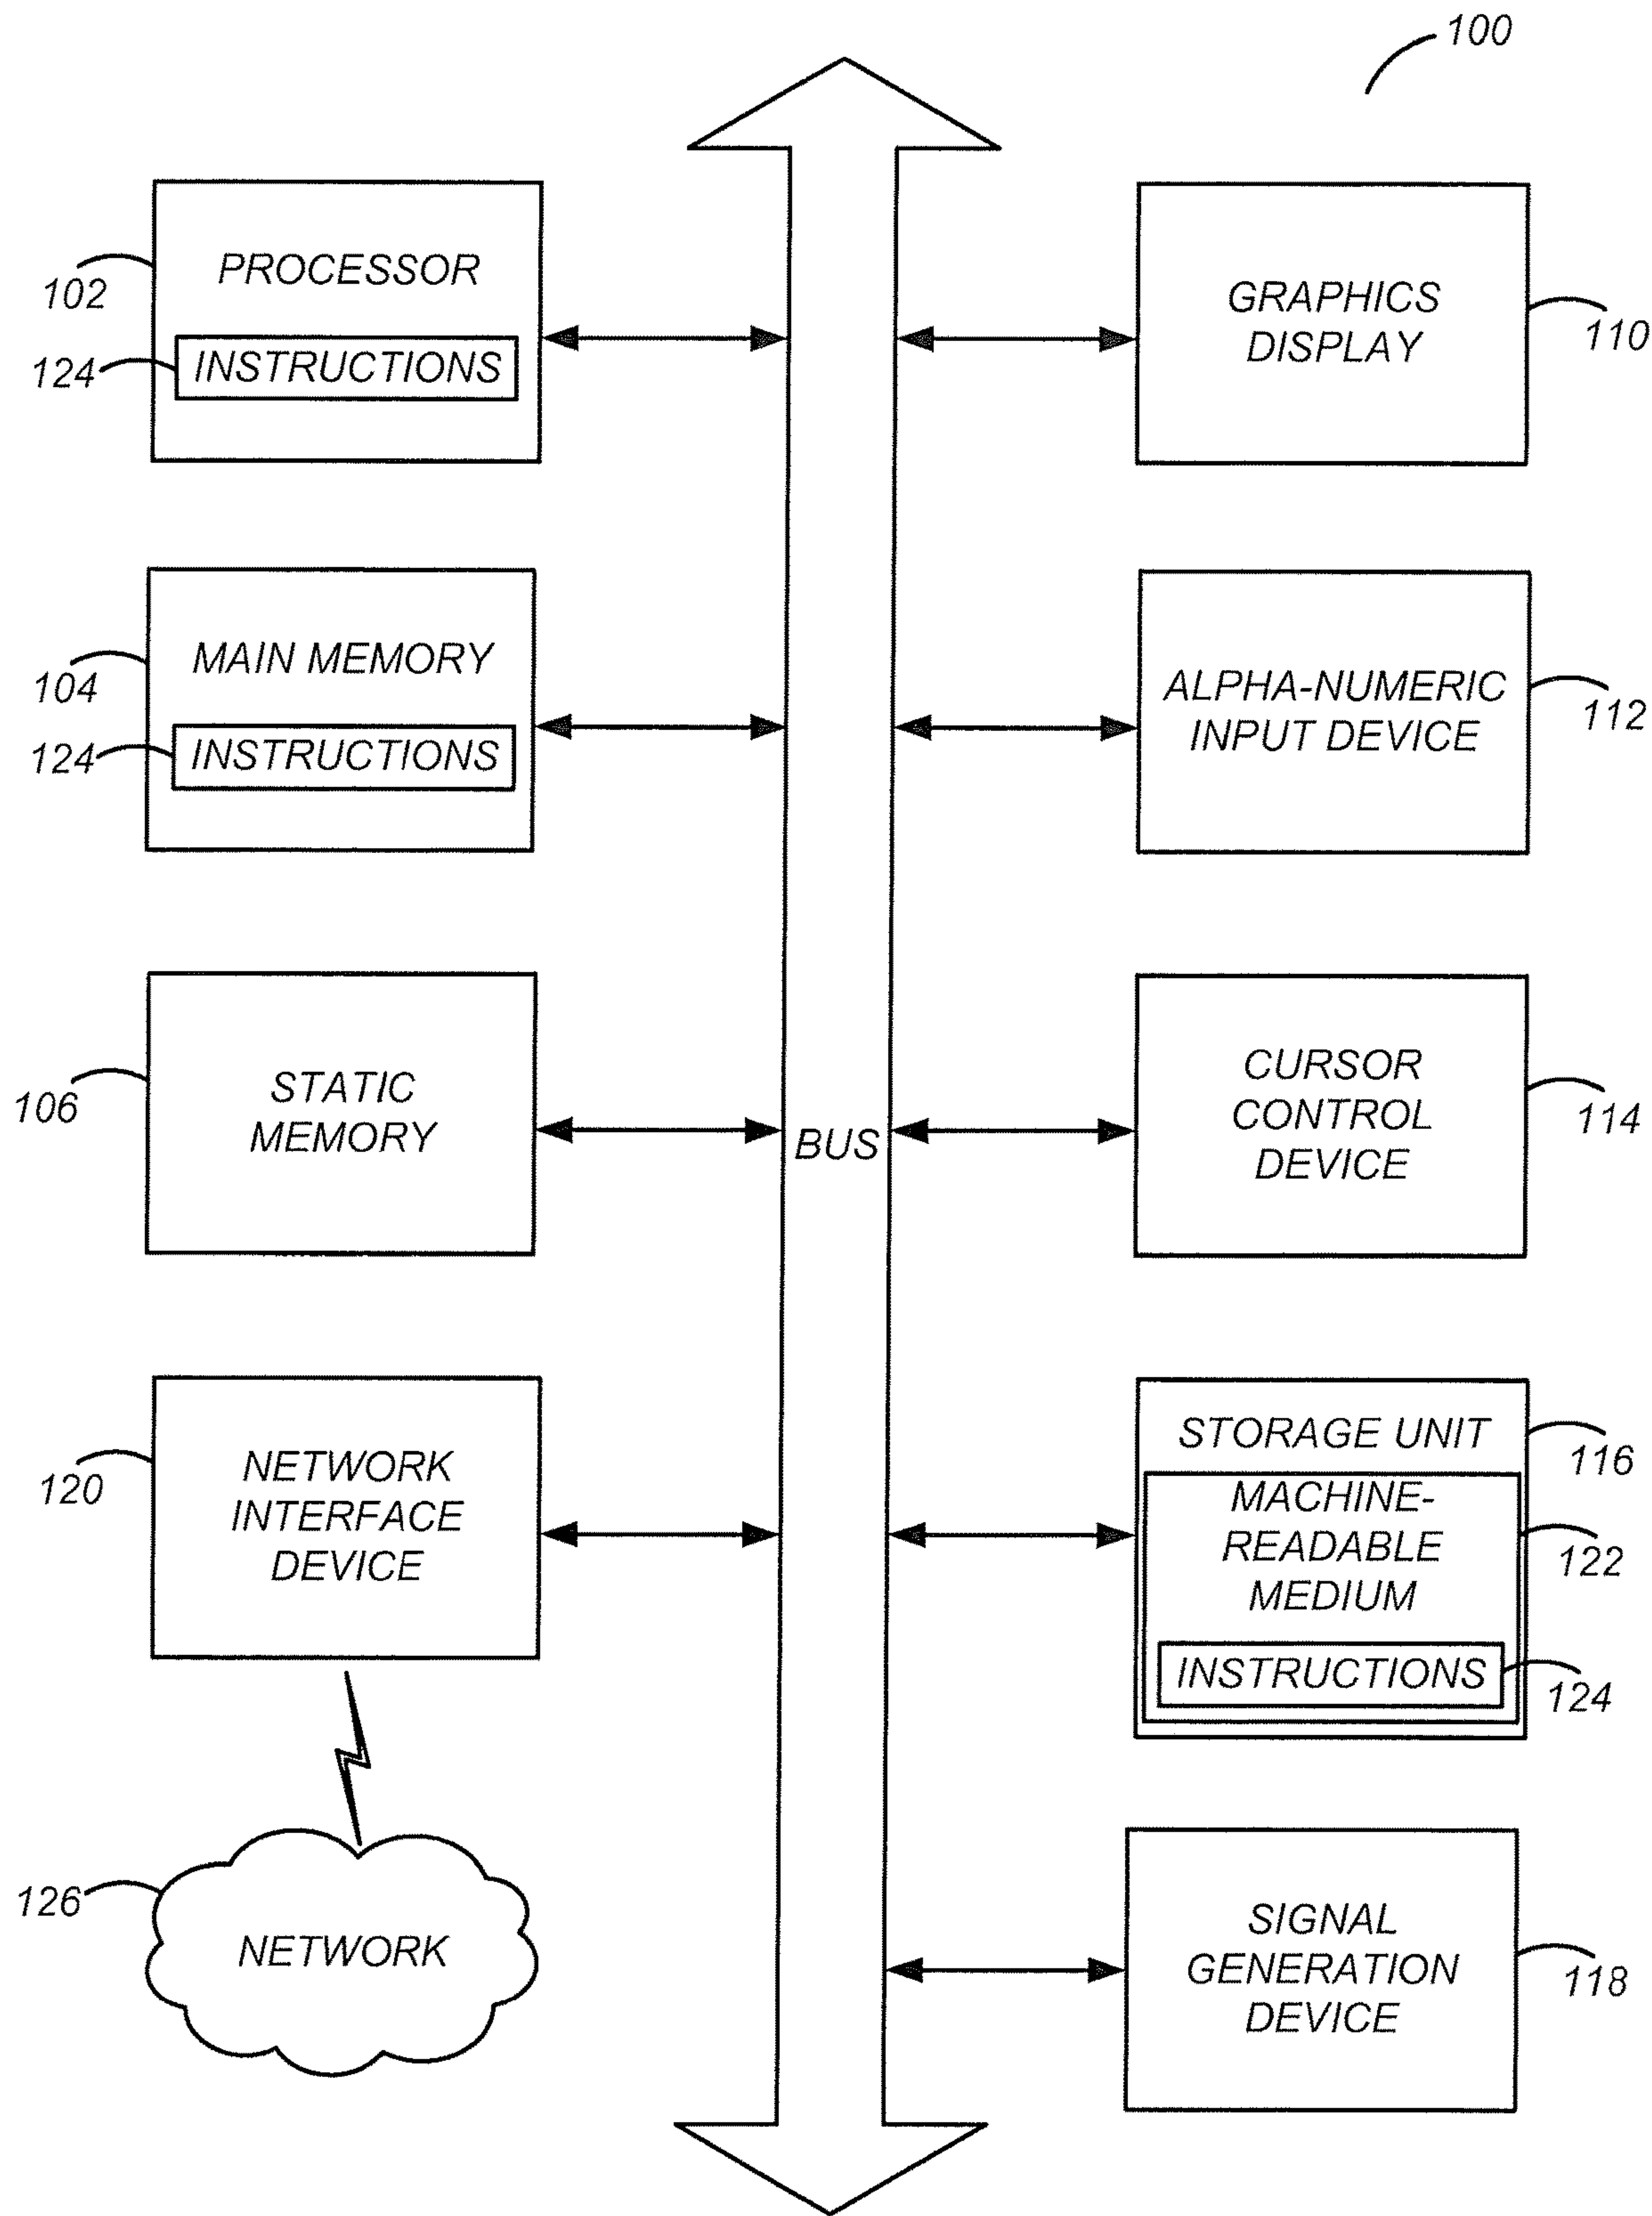 100
PROCESSOR
102
124
INSTRUCTIONS
GRAPHICS
DISPLAY
110
MAIN MEMORY
104
124
INSTRUCTIONS
ALPHA-NUMERIC
INPUT DEVICE
112
STATIC
MEMORY
106
BUS
CURSOR
CONTROL
DEVICE
114
NETWORK
INTERFACE
DEVICE
120
STORAGE UNIT
116
MACHINE-
READABLE
MEDIUM
122
INSTRUCTIONS
124
126
NETWORK
SIGNAL
GENERATION
DEVICE
118